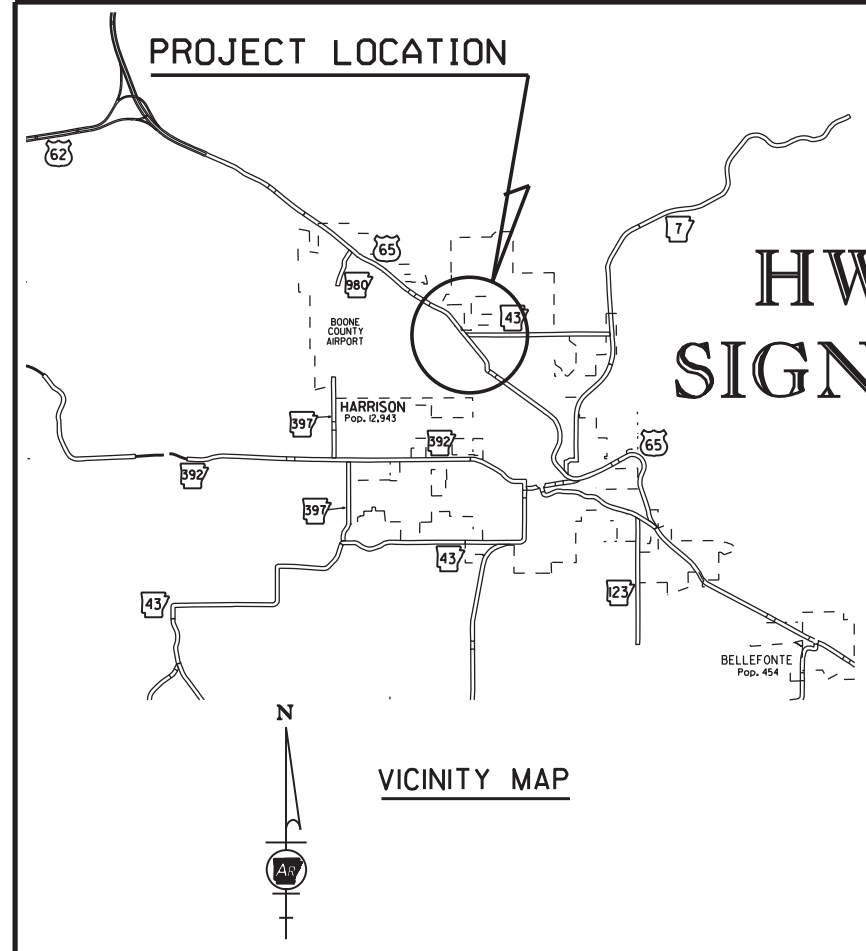 PROJECT LOCATION
62
65
980
7
BOONE
COUNTY
AIRPORT
43
HW
SIGN
HARRISON
Pop. 12,943
397
392
65
392
397
43
43
123
BELLEFONTE
Pop. 454
N
VICINITY MAP
AR